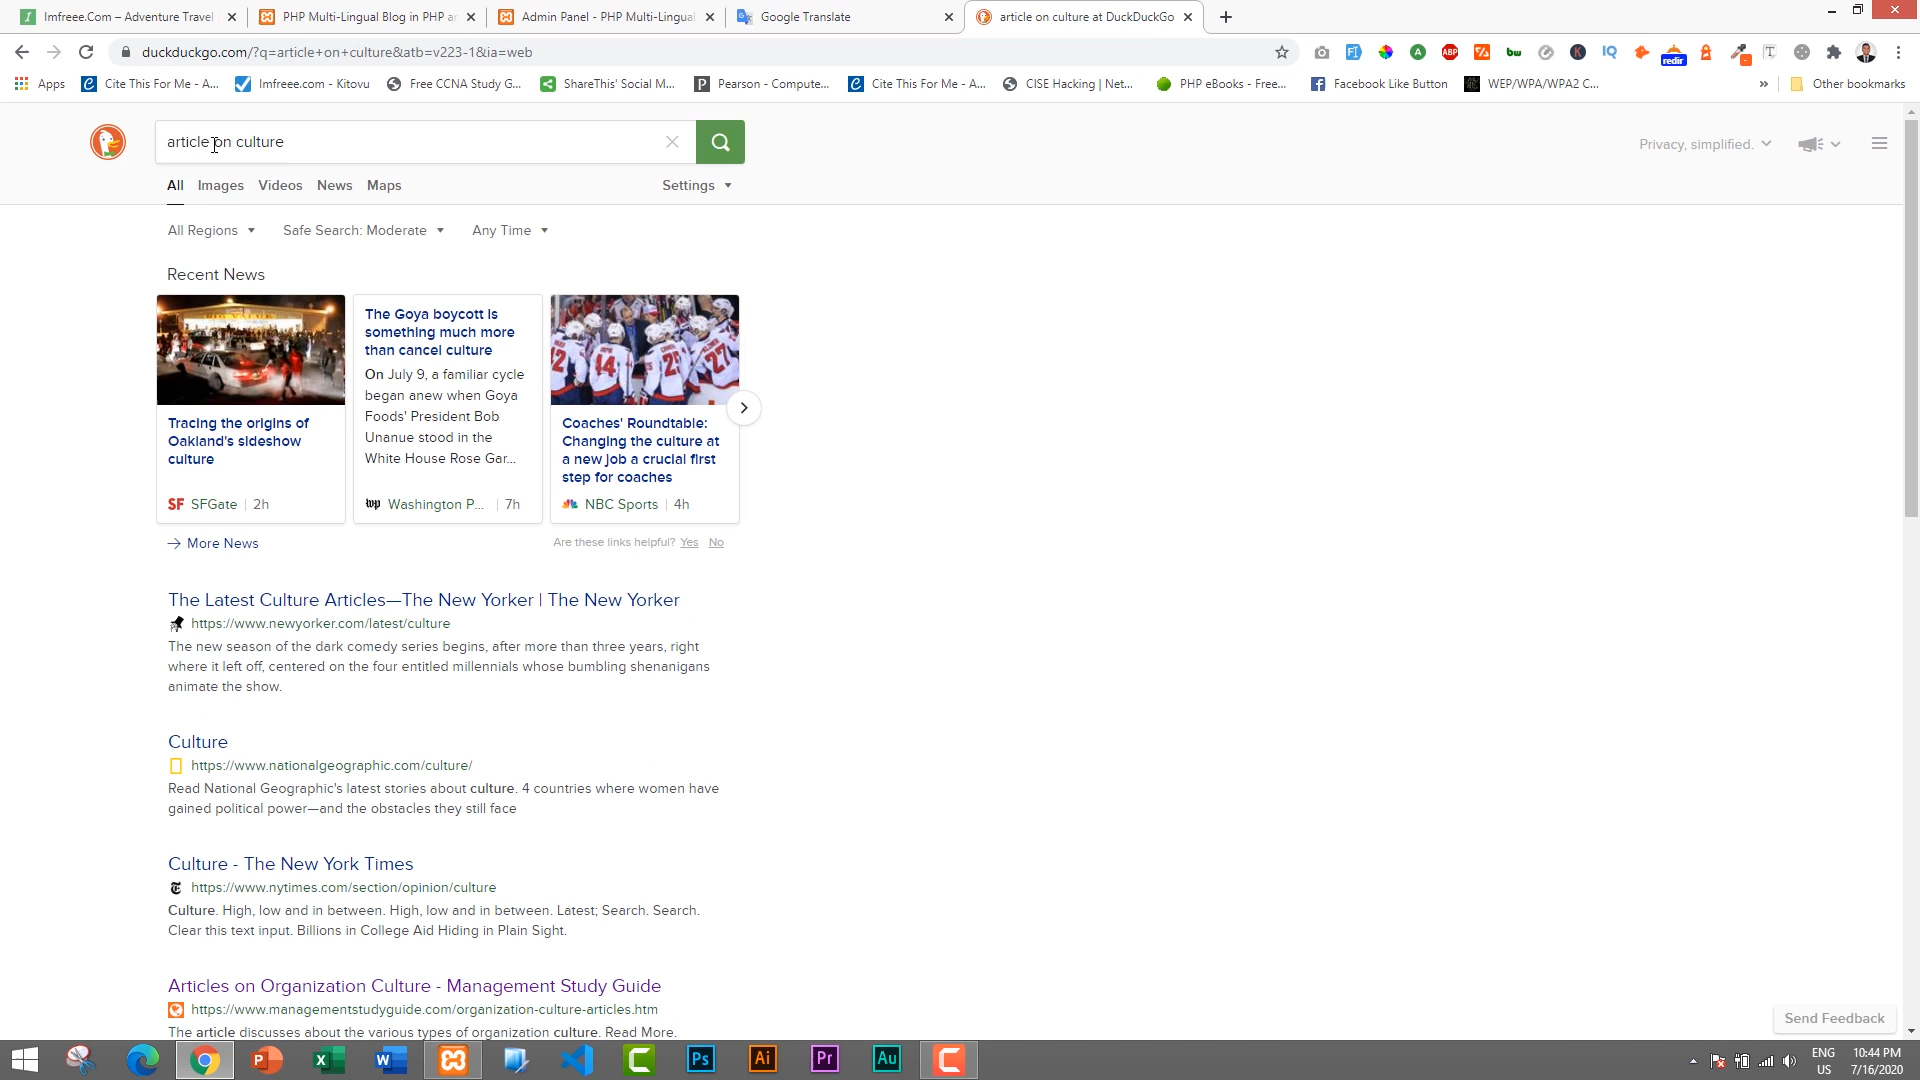 Imfreee.Com – Adventure Travel
PHP Multi-Lingual Blog in PHP ar
Admin Panel - PHP Multi-Lingual
Google Translate
article on culture at DuckDuckGo
duckduckgo.com/?q=article+on+culture&atb=v223-1&ia=web
Apps
Cite This For Me - A...
Imfreee.com - Kitovu
Free CCNA Study G...
ShareThis' Social M...
Pearson - Compute...
Cite This For Me - A...
CISE Hacking | Net...
PHP eBooks - Free...
Facebook Like Button
WEP/WPA/WPA2 C...
» Other bookmarks
article on culture
Privacy, simplified.
All Images Videos News Maps Settings
All Regions Safe Search: Moderate Any Time
Recent News
Tracing the origins of
Oakland's sideshow
culture
SF SFGate 2h
The Goya boycott is
something much more
than cancel culture
On July 9, a familiar cycle
began anew when Goya
Foods' President Bob
Unanue stood in the
White House Rose Gar...
wp Washington P... 7h
Coaches' Roundtable:
Changing the culture at
a new job a crucial first
step for coaches
NBC Sports 4h
More News
Are these links helpful? Yes No
The Latest Culture Articles—The New Yorker | The New Yorker
https://www.newyorker.com/latest/culture
The new season of the dark comedy series begins, after more than three years, right
where it left off, centered on the four entitled millennials whose bumbling shenanigans
animate the show.
Culture
https://www.nationalgeographic.com/culture/
Read National Geographic's latest stories about culture. 4 countries where women have
gained political power—and the obstacles they still face
Culture - The New York Times
https://www.nytimes.com/section/opinion/culture
Culture. High, low and in between. High, low and in between. Latest; Search. Search.
Clear this text input. Billions in College Aid Hiding in Plain Sight.
Articles on Organization Culture - Management Study Guide
https://www.managementstudyguide.com/organization-culture-articles.htm
The article discusses about the various types of organization culture. Read More.
Send Feedback
ENG
US
10:44 PM
7/16/2020